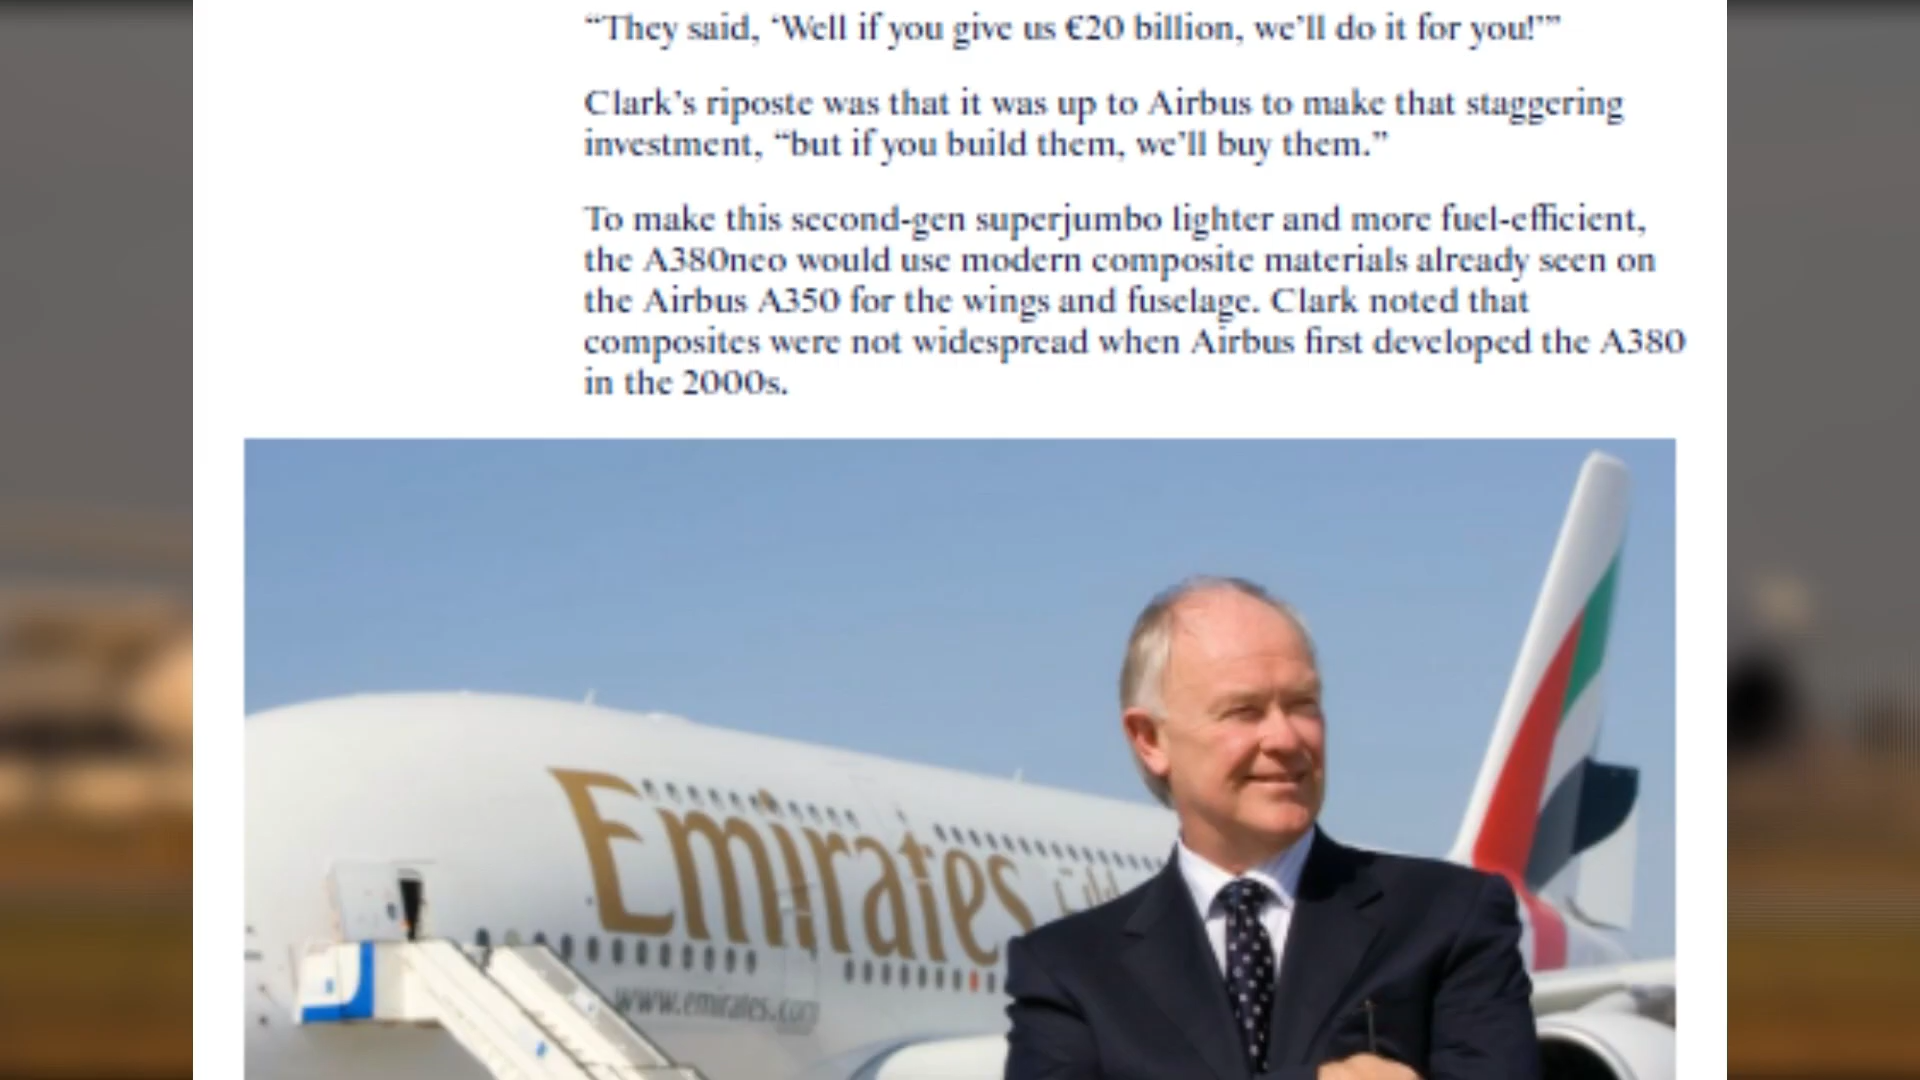 “They said, ‘Well if you give us €20 billion, we’ll do it for you!’”
Clark’s riposte was that it was up to Airbus to make that staggering
investment, “but if you build them, we’ll buy them.”
To make this second-gen superjumbo lighter and more fuel-efficient,
the A380neo would use modern composite materials already seen on
the Airbus A350 for the wings and fuselage. Clark noted that
composites were not widespread when Airbus first developed the A380
in the 2000s.
Emirates
www.emirates.com